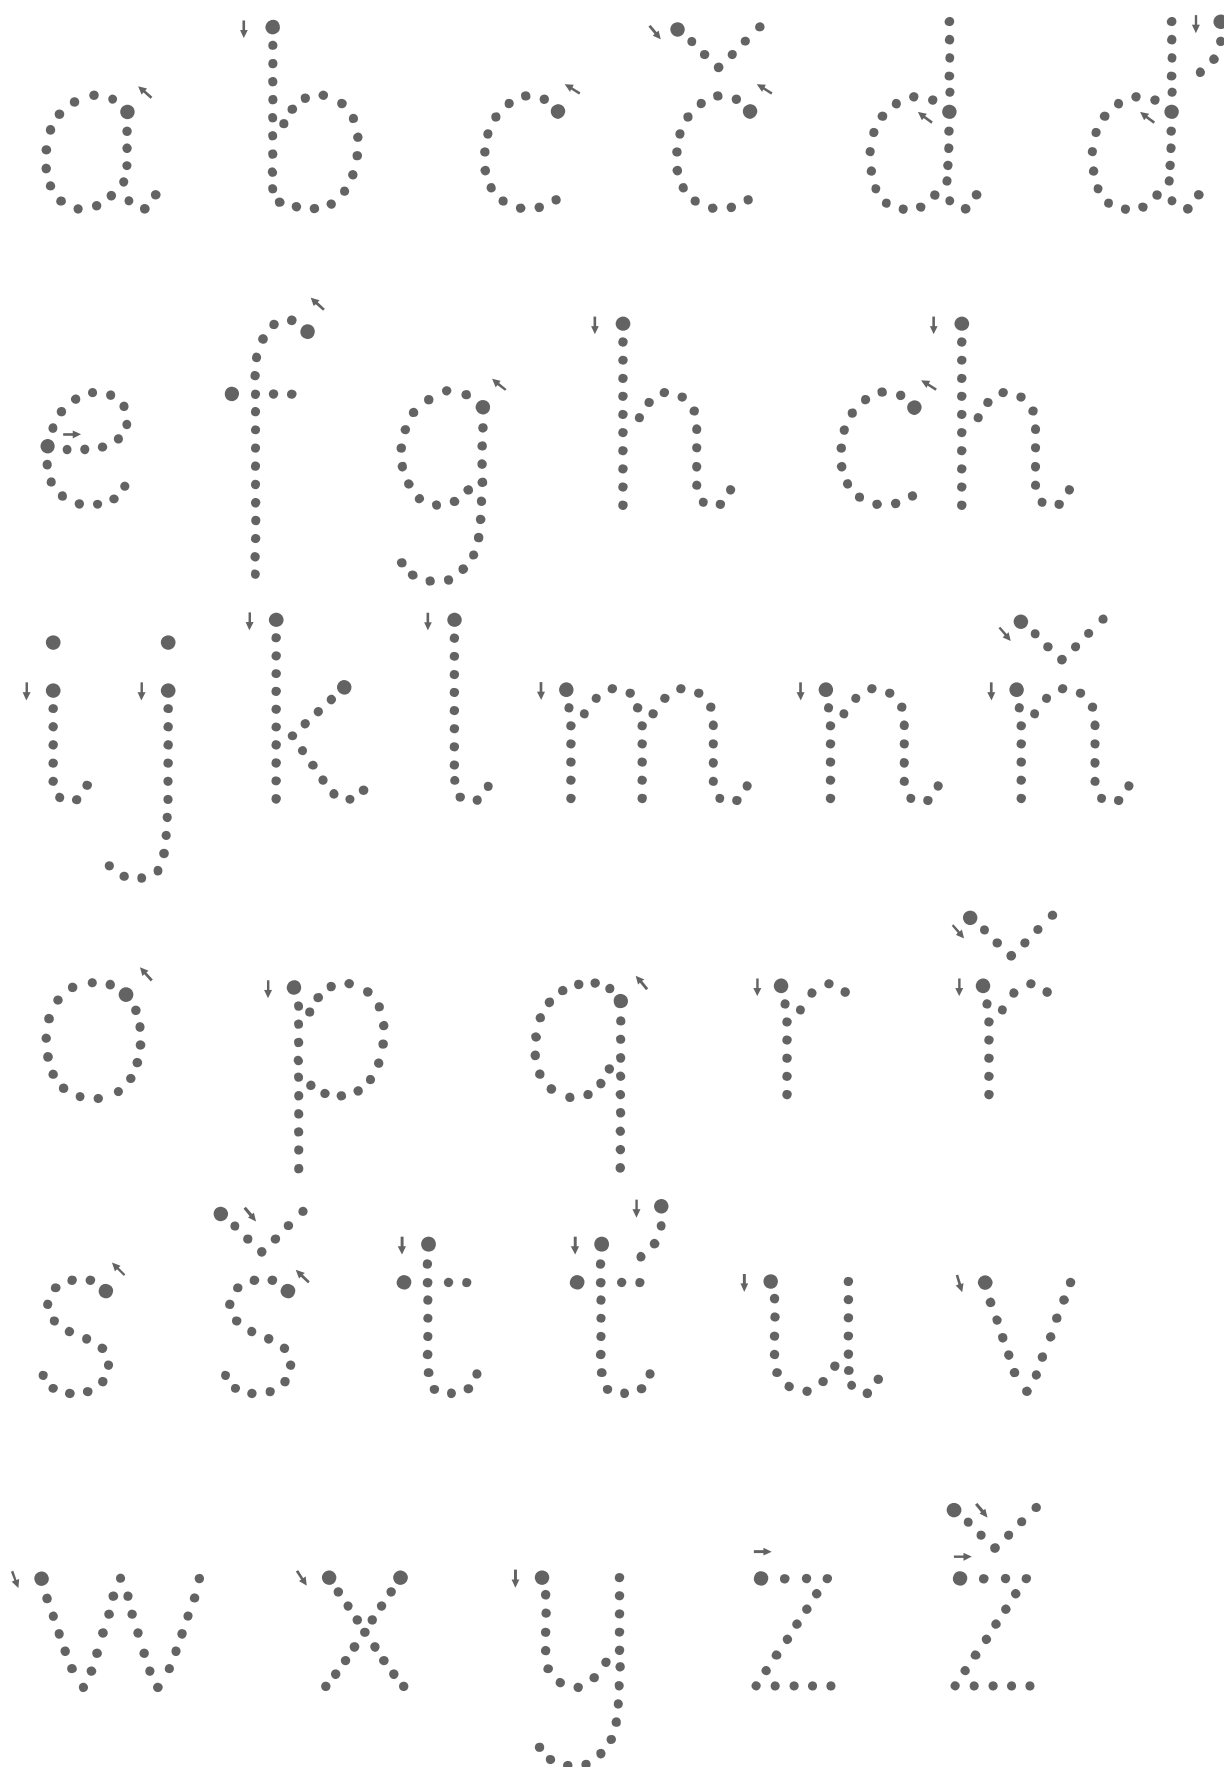 a b c č d ď
e f g h ch
i j k l m n ň
o p q r ř
s š t ť u v
w x y z ž